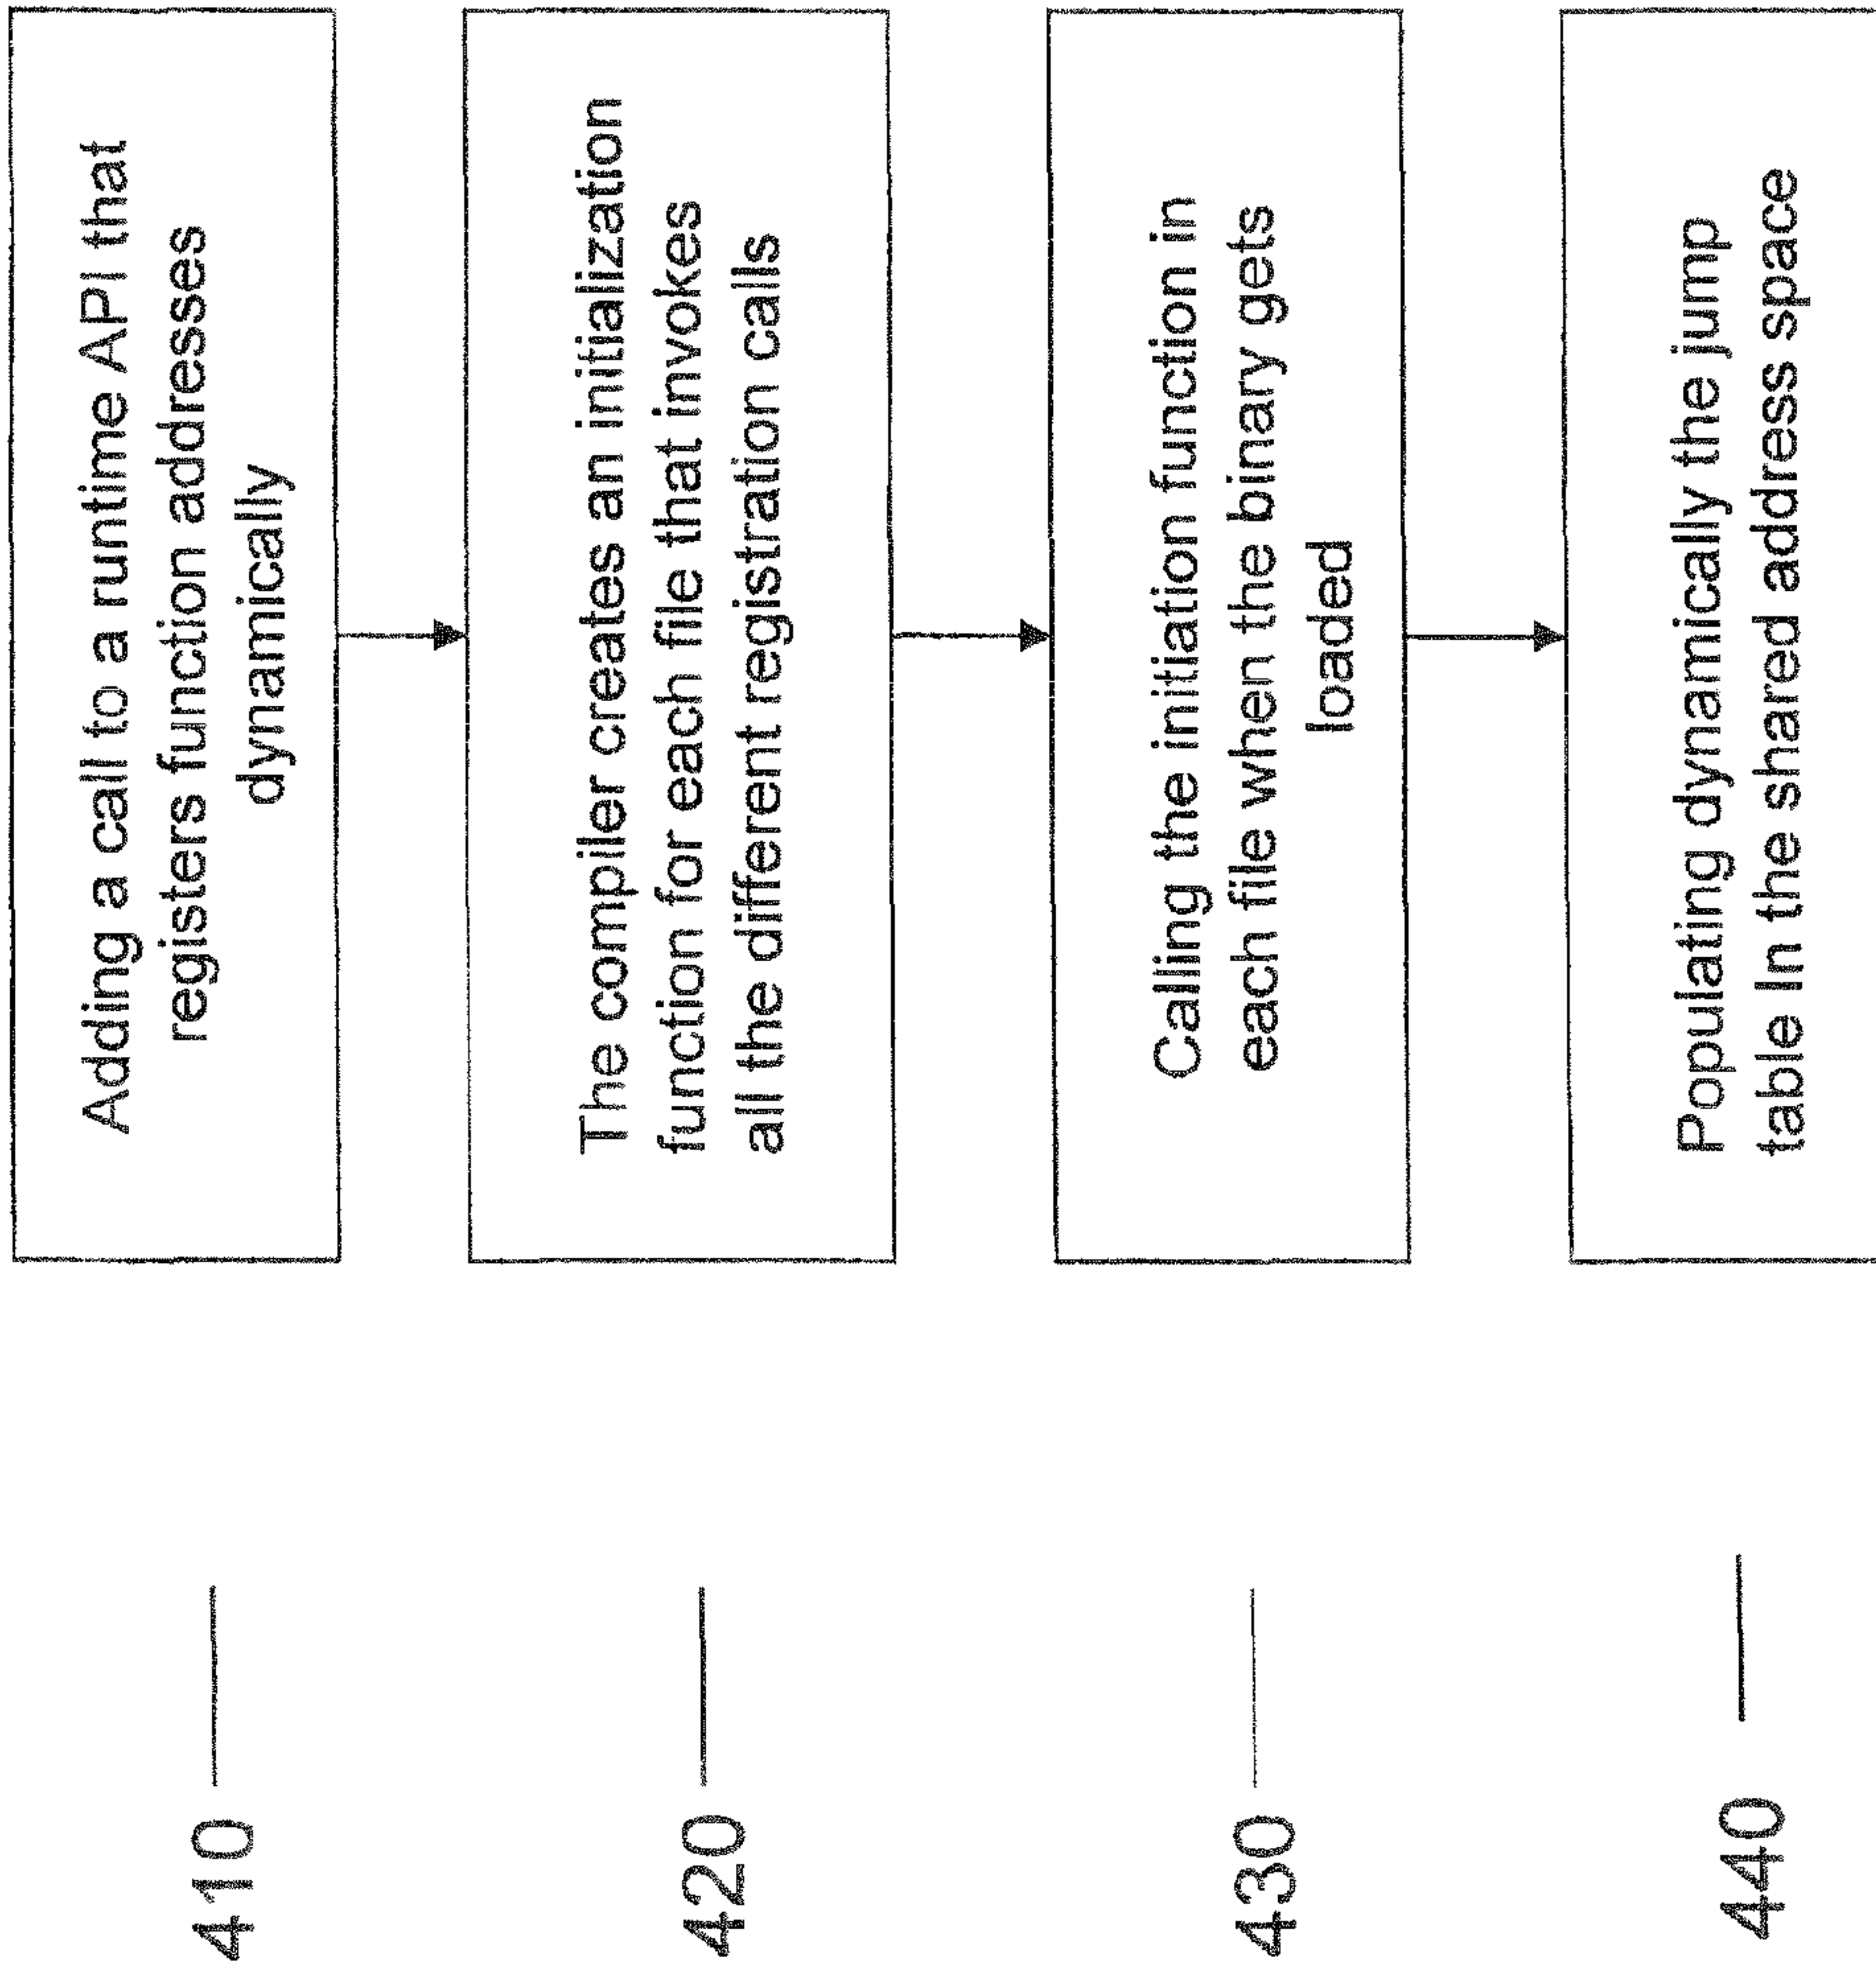 410
Adding a call to a runtime API that
registers function addresses
dynamically
420
The compiler creates an initialization
function for each file that invokes
all the different registration calls
430
Calling the initiation function in
each file when the binary gets
loaded
440
Populating dynamically the jump
table In the shared address space